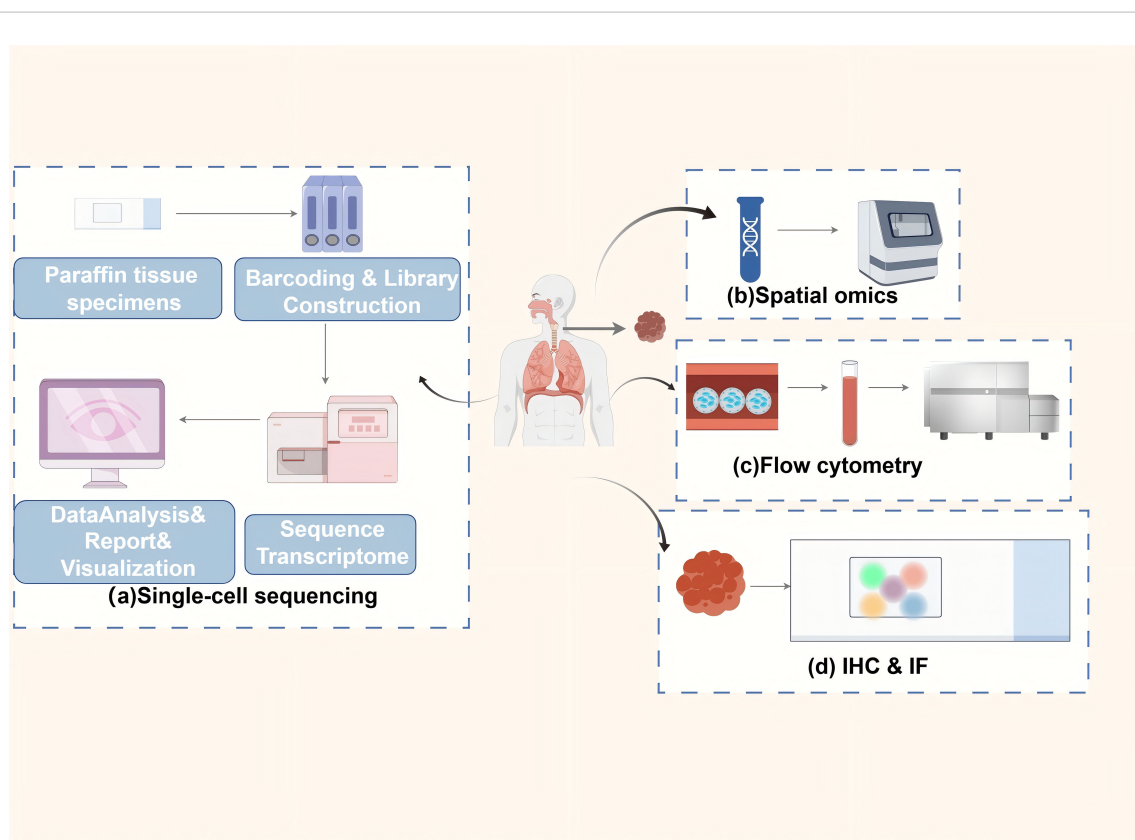 Paraffin tissue
specimens
Barcoding & Library
Construction
DataAnalysis&
Report&
Visualization
Sequence
Transcriptome
(a)Single-cell sequencing
(b)Spatial omics
(c)Flow cytometry
(d) IHC & IF